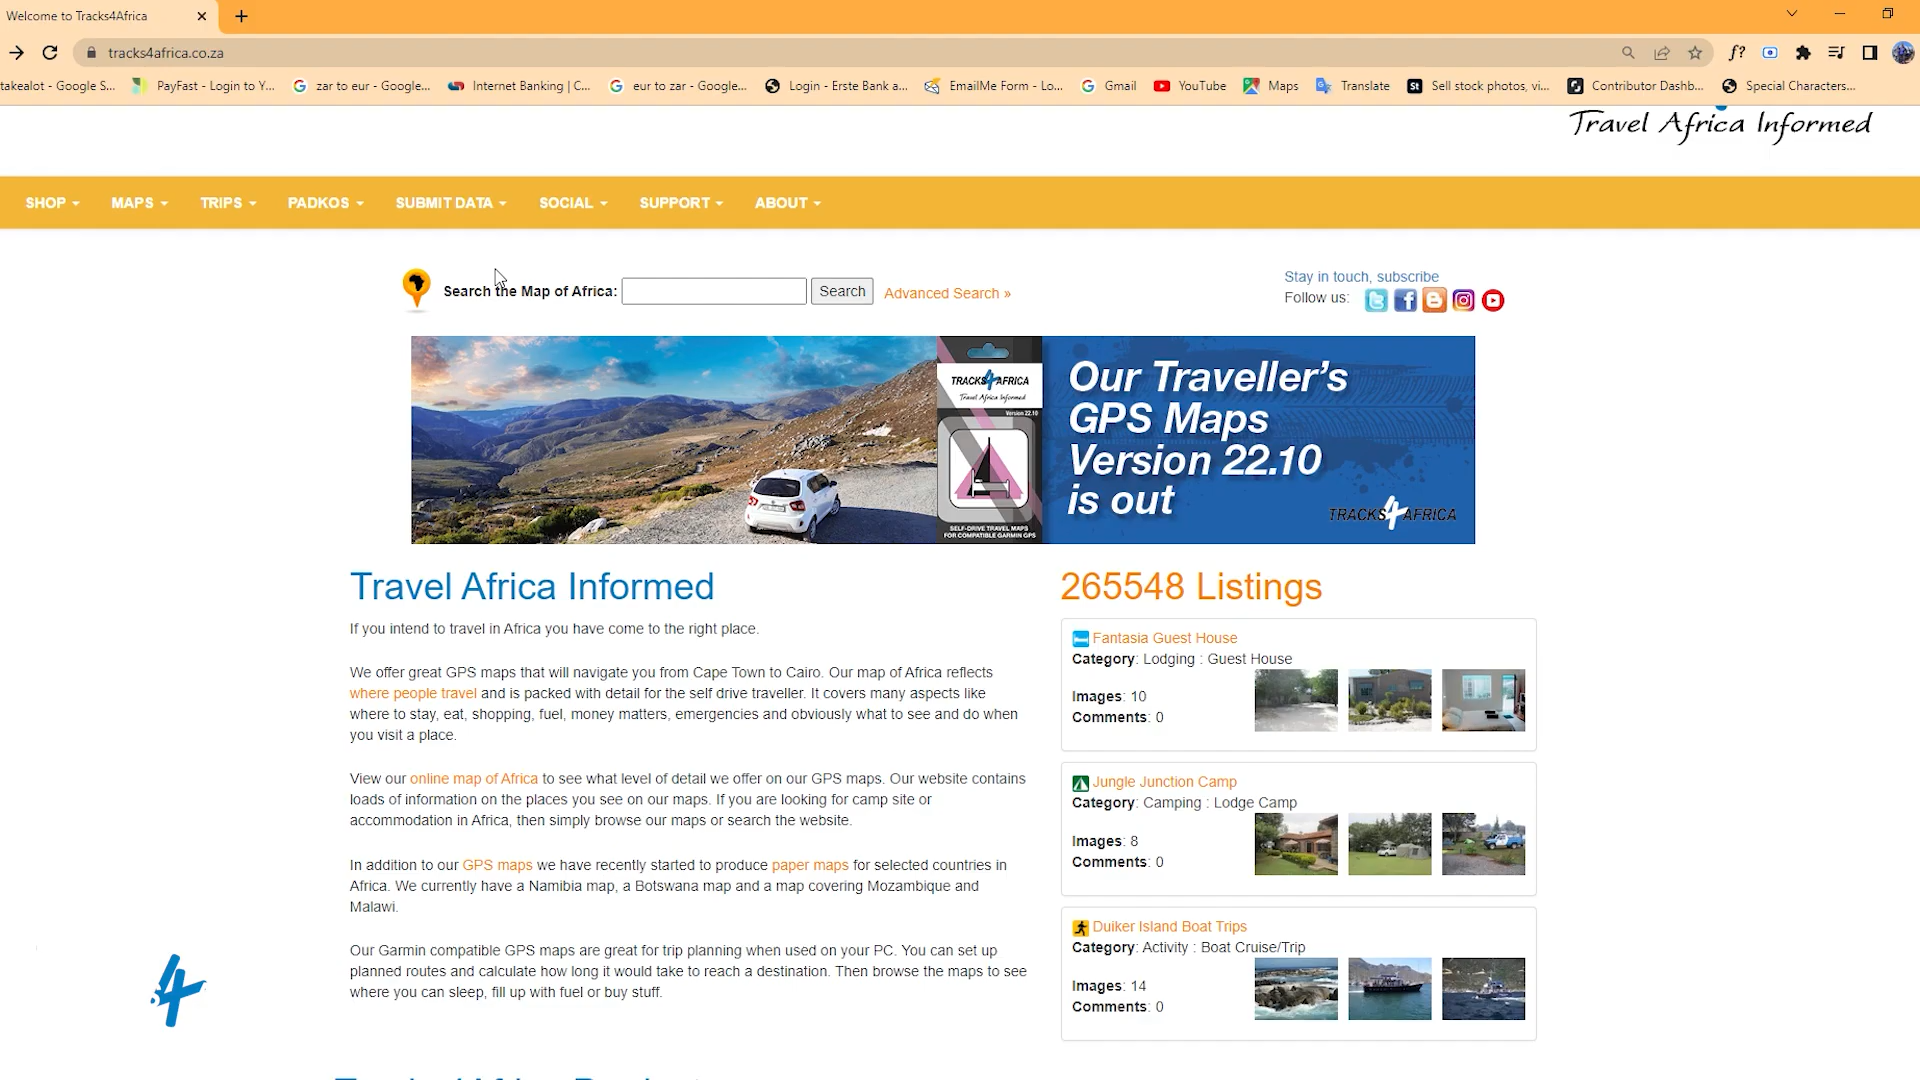 Welcome to Tracks4Africa
tracks4africa.co.za
takealot - Google S...
PayFast - Login to Y...
zar to eur - Google...
Internet Banking | C...
eur to zar - Google...
Login - Erste Bank a...
EmailMe Form - Lo...
Gmail
YouTube
Maps
Translate
Sell stock photos, vi...
Contributor Dashb...
Special Characters...
Travel Africa Informed
SHOP MAPS TRIPS PADKOS SUBMIT DATA SOCIAL SUPPORT ABOUT
Search the Map of Africa: Search Advanced Search »
Stay in touch, subscribe
Follow us:
TRACKS4AFRICA
Travel Africa Informed
Version 22.10
SELF-DRIVE TRAVEL MAPS
FOR COMPATIBLE GARMIN GPS
Our Traveller's
GPS Maps
Version 22.10
is out
TRACKS4AFRICA
Travel Africa Informed
If you intend to travel in Africa you have come to the right place.
We offer great GPS maps that will navigate you from Cape Town to Cairo. Our map of Africa reflects
where people travel and is packed with detail for the self drive traveller. It covers many aspects like
where to stay, eat, shopping, fuel, money matters, emergencies and obviously what to see and do when
you visit a place.
View our online map of Africa to see what level of detail we offer on our GPS maps. Our website contains
loads of information on the places you see on our maps. If you are looking for camp site or
accommodation in Africa, then simply browse our maps or search the website.
In addition to our GPS maps we have recently started to produce paper maps for selected countries in
Africa. We currently have a Namibia map, a Botswana map and a map covering Mozambique and
Malawi.
Our Garmin compatible GPS maps are great for trip planning when used on your PC. You can set up
planned routes and calculate how long it would take to reach a destination. Then browse the maps to see
where you can sleep, fill up with fuel or buy stuff.
265548 Listings
Fantasia Guest House
Category: Lodging : Guest House
Images: 10
Comments: 0
Jungle Junction Camp
Category: Camping : Lodge Camp
Images: 8
Comments: 0
Duiker Island Boat Trips
Category: Activity : Boat Cruise/Trip
Images: 14
Comments: 0
4